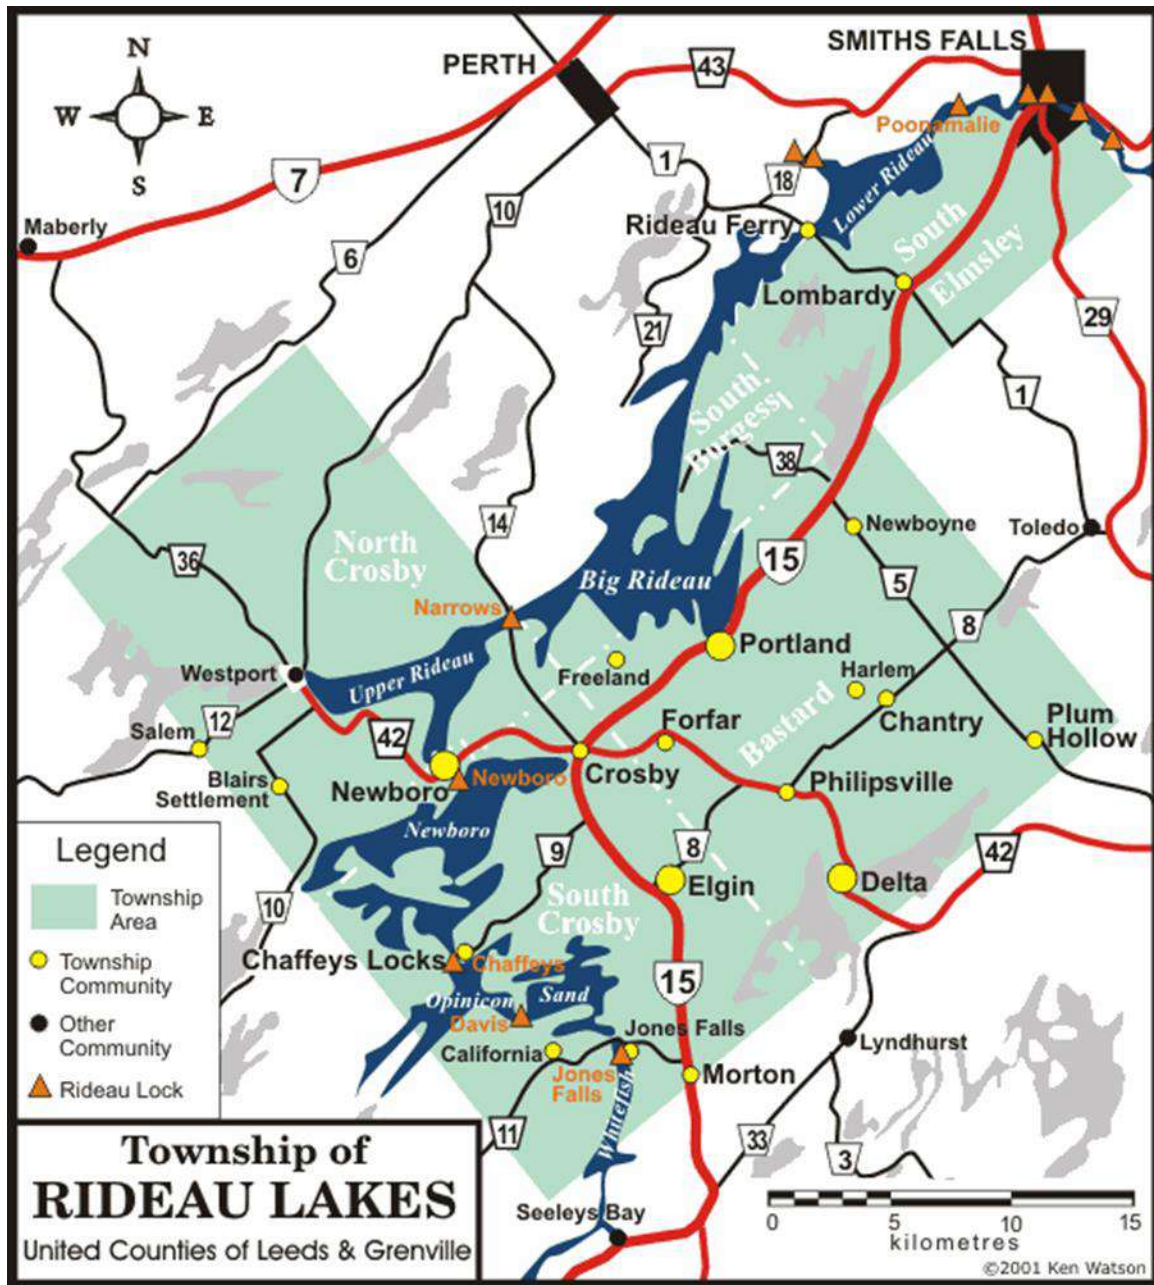 N
W
E
S
PERTH
SMITHS FALLS
43
7
1
18
10
6
Maberly
Poonamalie
Lower Rideau
Rideau Ferry
South
Elmsley
Lombardy
21
29
1
South
Burgess
38
14
36
North
Crosby
Newboyne
Toledo
15
Big Rideau
5
8
Narrows
Westport
Upper Rideau
Portland
Freeland
Harlem
Chantry
Bastard
Forfar
Plum
Hollow
12
Salem
42
Crosby
Newboro
Newboro
Philipsville
Blairs
Settlement
Newboro
9
8
42
Elgin
Delta
South
Crosby
10
Chaffeys Locks
Chaffeys
15
Opinicon
Sand
Davis
California
Jones Falls
Jones
Falls
Lyndhurst
Morton
Whitefish
11
33
3
Seeleys Bay
Legend
Township
Area
Township
Community
Other
Community
Rideau Lock
Township of
RIDEAU LAKES
United Counties of Leeds & Grenville
0 5 10 15
kilometres
©2001 Ken Watson